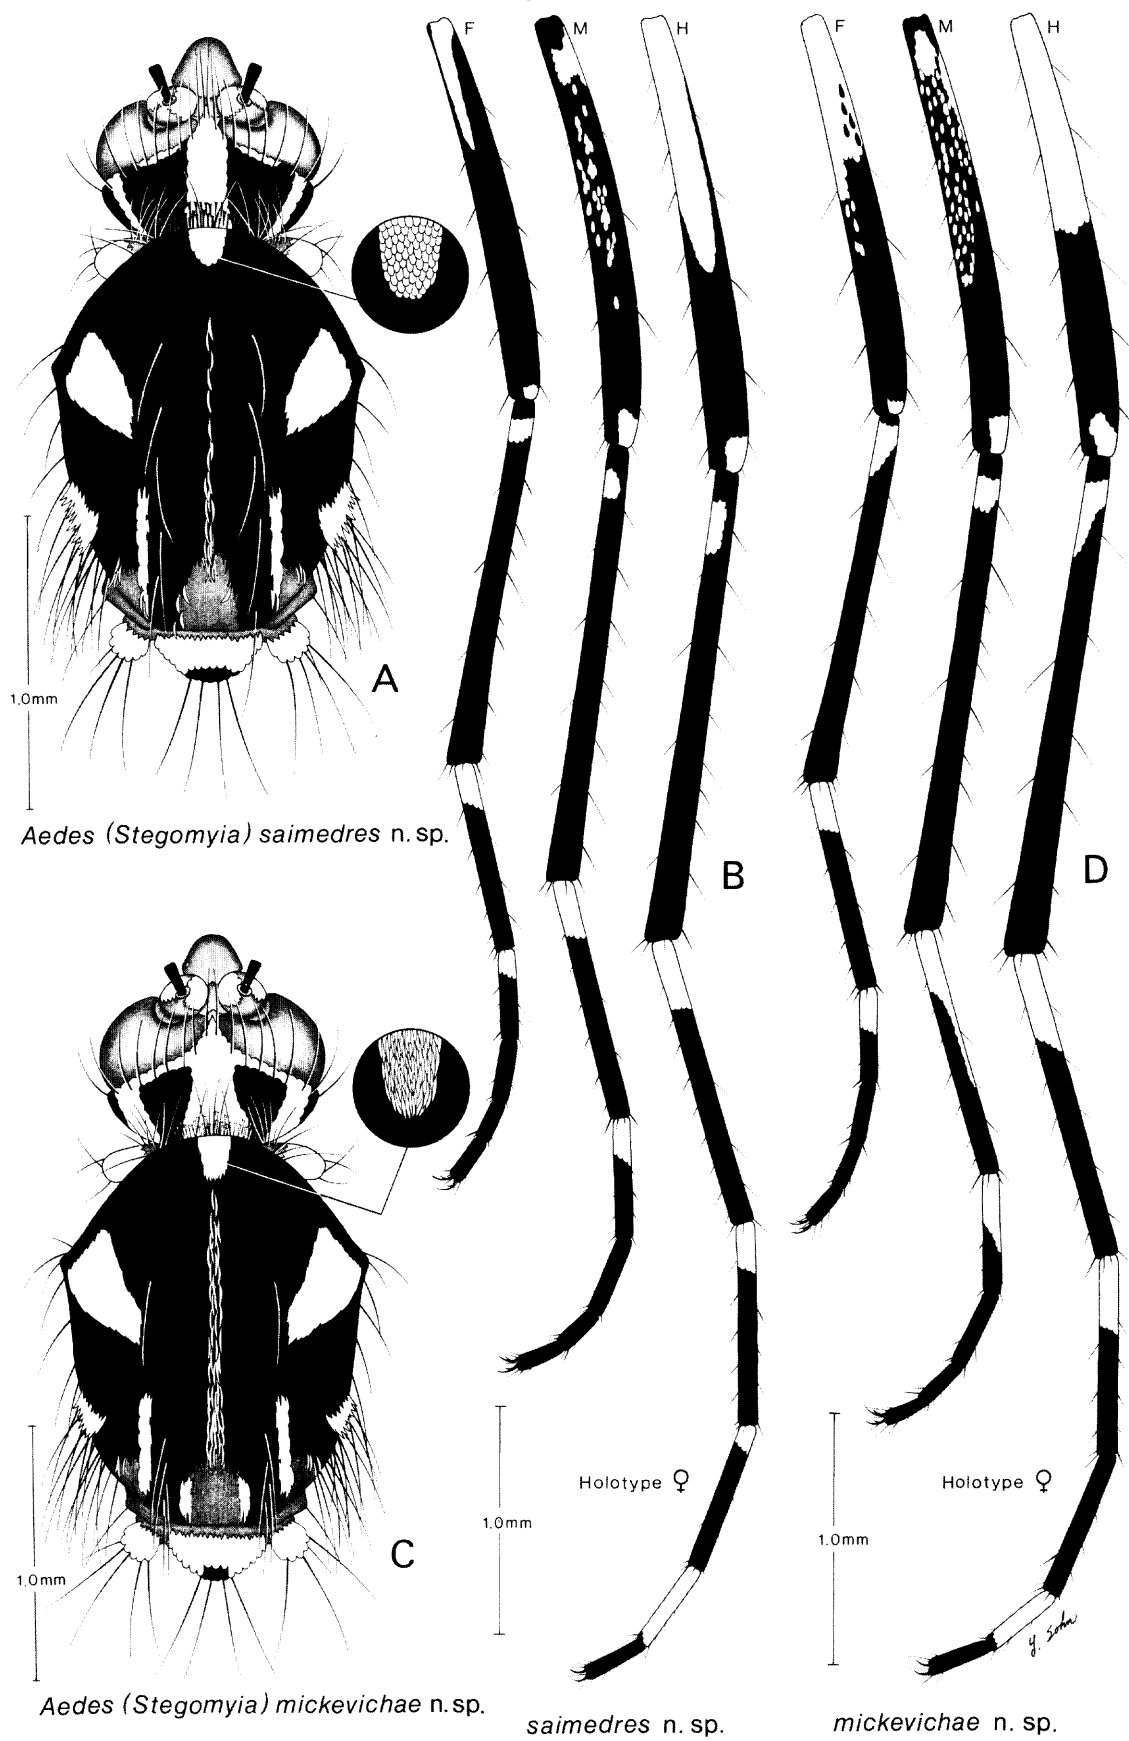 F M H F M H
A
1.0mm
Aedes (Stegomyia) saimedres n. sp.
B D
C
1.0mm
Holotype ♀ Holotype ♀
1.0mm 1.0mm
Y. Sohn
Aedes (Stegomyia) mickevichae n. sp.
saimedres n. sp. mickevichae n. sp.